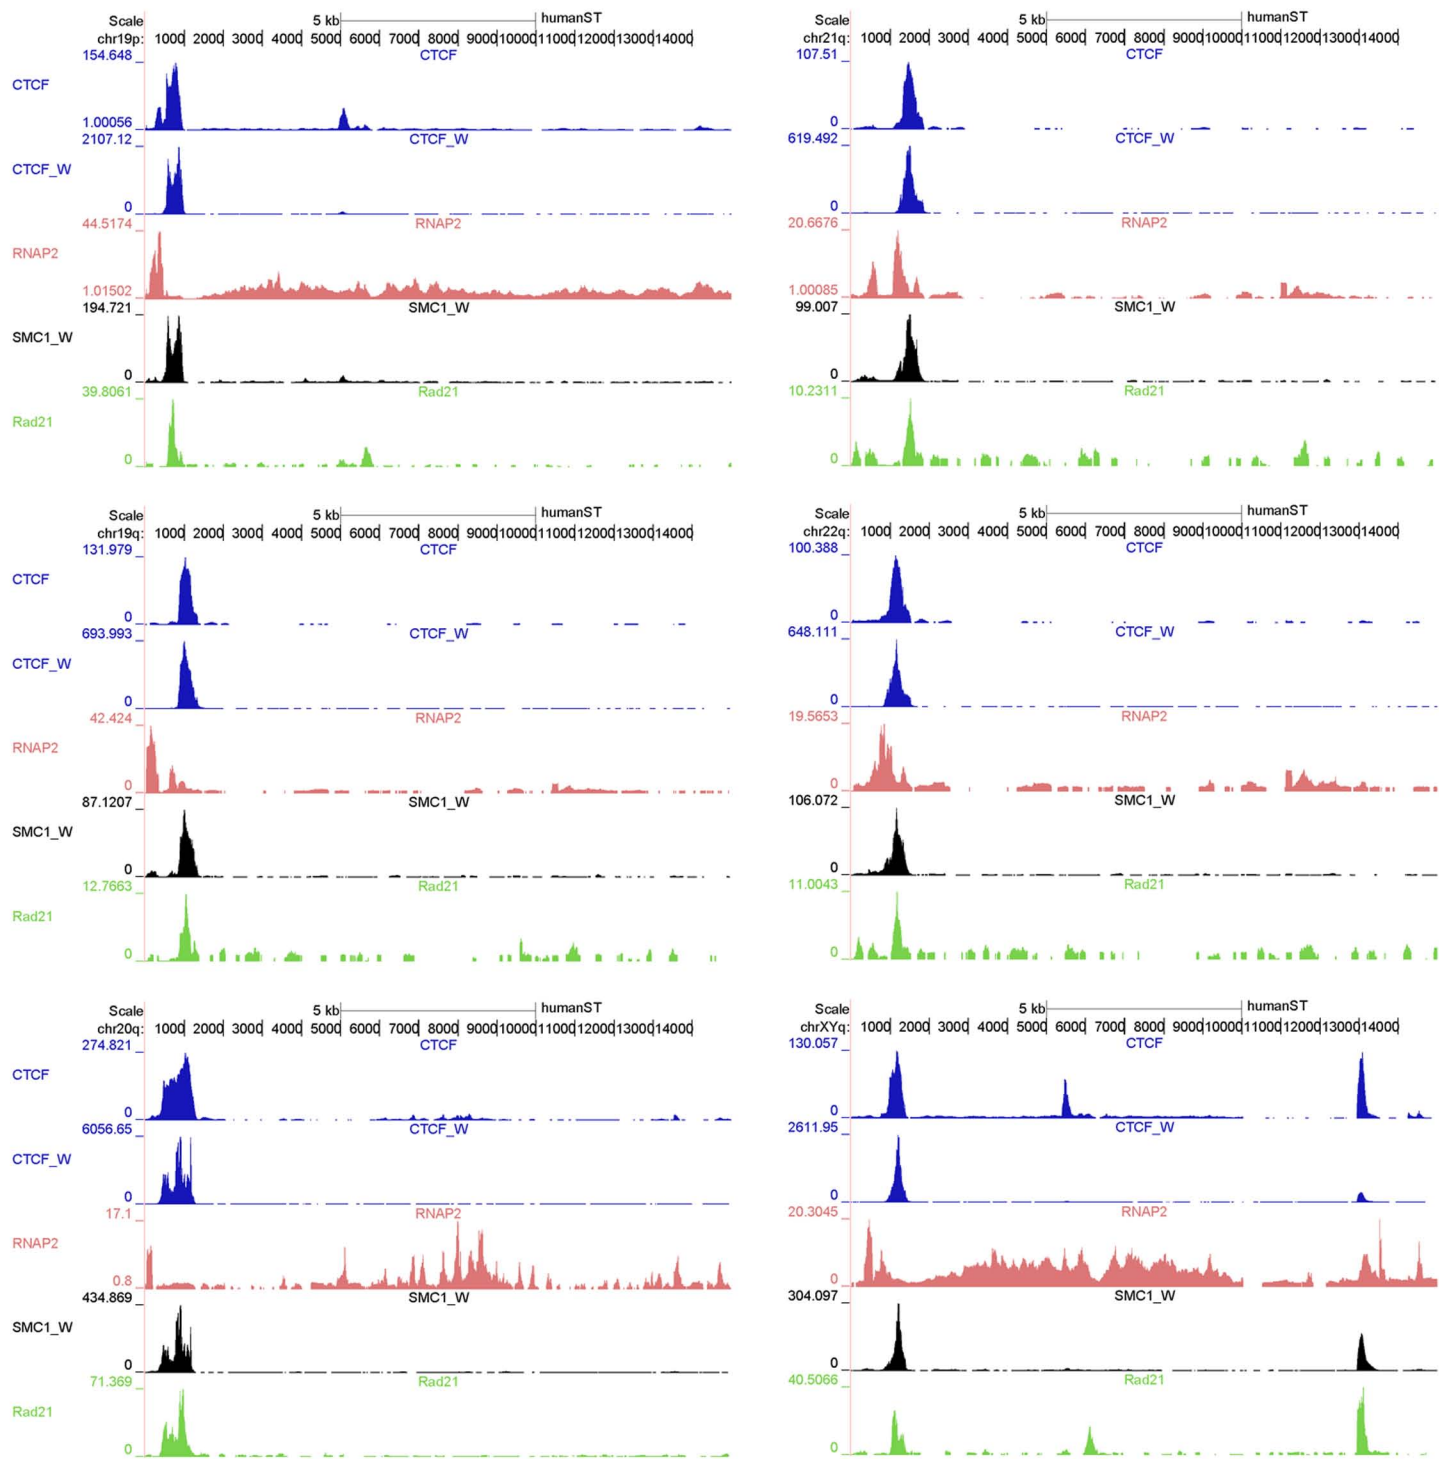 Scale 5 kb humanST
chr19p: 1000 2000 3000 4000 5000 6000 7000 8000 9000 10000 11000 12000 13000 14000
154.648 CTCF
CTCF
1.00056
2107.12 CTCF_W
CTCF_W
0
44.5174 RNAP2
RNAP2
1.01502
194.721 SMC1_W
SMC1_W
0
39.8061 Rad21
Rad21
0
Scale 5 kb humanST
chr21q: 1000 2000 3000 4000 5000 6000 7000 8000 9000 10000 11000 12000 13000 14000
107.51 CTCF
0
619.492 CTCF_W
0
20.6676 RNAP2
1.00085
99.007 SMC1_W
0
10.2311 Rad21
0
Scale 5 kb humanST
chr19q: 1000 2000 3000 4000 5000 6000 7000 8000 9000 10000 11000 12000 13000 14000
131.979 CTCF
CTCF
0
693.993 CTCF_W
CTCF_W
0
42.424 RNAP2
RNAP2
0
87.1207 SMC1_W
SMC1_W
0
12.7663 Rad21
Rad21
0
Scale 5 kb humanST
chr22q: 1000 2000 3000 4000 5000 6000 7000 8000 9000 10000 11000 12000 13000 14000
100.388 CTCF
0
648.111 CTCF_W
0
19.5653 RNAP2
0
106.072 SMC1_W
0
11.0043 Rad21
0
Scale 5 kb humanST
chr20q: 1000 2000 3000 4000 5000 6000 7000 8000 9000 10000 11000 12000 13000 14000
274.821 CTCF
CTCF
0
6056.65 CTCF_W
CTCF_W
0
17.1 RNAP2
RNAP2
0.8
434.869 SMC1_W
SMC1_W
0
71.369 Rad21
Rad21
0
Scale 5 kb humanST
chrXYq: 1000 2000 3000 4000 5000 6000 7000 8000 9000 10000 11000 12000 13000 14000
130.057 CTCF
0
2611.95 CTCF_W
0
20.3045 RNAP2
0
304.097 SMC1_W
0
40.5066 Rad21
0